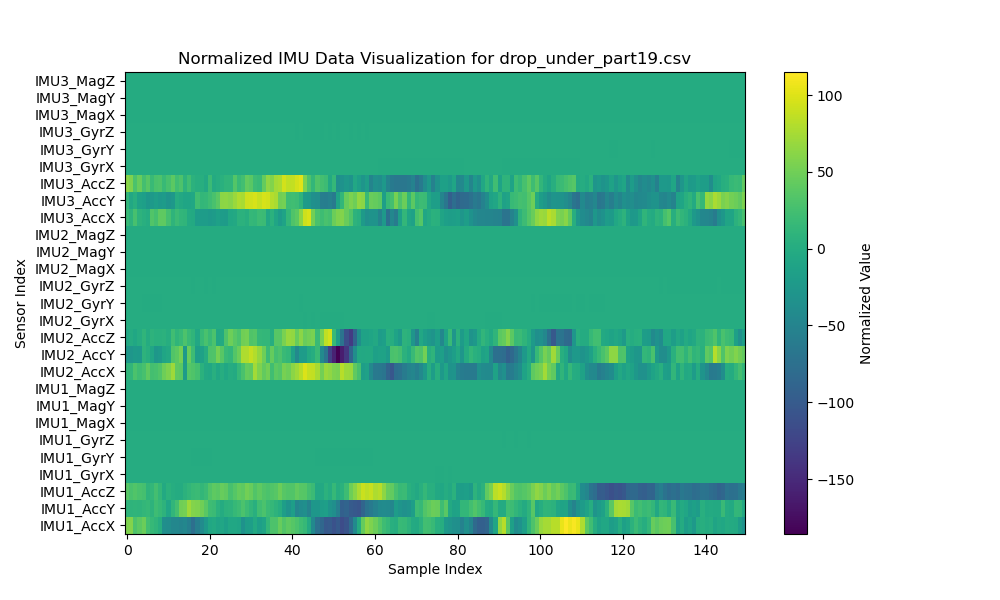 Normalized IMU Data Visualization for drop_under_part19.csv
IMU3_MagZ
IMU3_MagY
IMU3_MagX
IMU3_GyrZ
IMU3_GyrY
IMU3_GyrX
IMU3_AccZ
IMU3_AccY
IMU3_AccX
IMU2_MagZ
IMU2_MagY
IMU2_MagX
IMU2_GyrZ
IMU2_GyrY
IMU2_GyrX
IMU2_AccZ
IMU2_AccY
IMU2_AccX
IMU1_MagZ
IMU1_MagY
IMU1_MagX
IMU1_GyrZ
IMU1_GyrY
IMU1_GyrX
IMU1_AccZ
IMU1_AccY
IMU1_AccX
Sensor Index
0 20 40 60 80 100 120 140
Sample Index
100
50
0
−50
−100
−150
Normalized Value